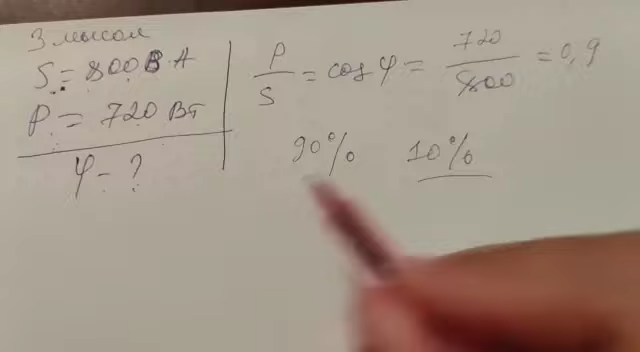 3 мысал
S = 800 В·А
P = 720 Вт
φ - ?
P/S = cos φ = 720/800 = 0,9
90% 10%